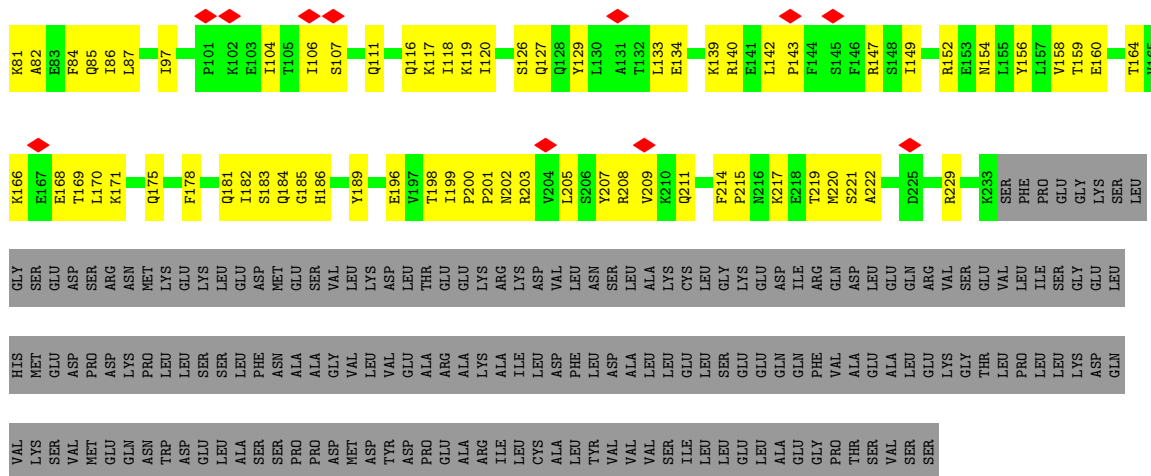 K81 A82 E83 F84 Q85 I86 L87 I97 P101 K102 E103 I104 T105 I106 S107 Q111 Q116 K117 I118 K119 I120 S126 Q127 Q128 Y129 L130 A131 T132 L133 E134 K139 R140 E141 L142 P143 F144 S145 F146 R147 S148 I149 R152 E153 N154 L155 Y156 L157 V158 T159 E160 T164
K166 E167 E168 T169 L170 K171 Q175 F178 Q181 I182 S183 Q184 G185 H186 Y189 E196 V197 T198 I199 P200 P201 N202 R203 V204 L205 S206 Y207 R208 V209 K210 Q211 F214 P215 N216 K217 E218 T219 M220 S221 A222 D225 R229 K233 SER PHE PRO GLU GLY LYS SER LEU
GLY SER GLU ASP SER ARG ASN MET LYS GLU LYS LEU GLU ASP MET GLU SER VAL LEU LYS ASP LEU THR GLU GLU LYS ARG LYS ASP VAL LEU ASN SER LEU ALA LYS CYS LEU GLY LYS GLU ASP ILE ARG GLN ASP LEU GLU GLN ARG VAL SER GLU VAL LEU ILE SER GLY GLU LEU
HIS MET GLU ASP PRO ASP LYS PRO LEU LEU SER SER LEU PHE ASN ALA ALA GLY VAL LEU VAL GLU ALA ARG ALA LYS ALA ILE LEU ASP PHE LEU ASP ALA LEU LEU GLU LEU SER GLU GLU GLN GLN PHE VAL ALA GLU ALA LEU GLU LYS GLY THR LEU PRO LEU LEU LYS ASP GLN
VAL LYS SER VAL MET GLU GLN ASN TRP ASP GLU LEU ALA SER SER PRO PRO ASP MET ASP TYR ASP PRO GLU ALA ARG ILE LEU CYS ALA LEU TYR VAL VAL VAL SER ILE LEU LEU GLU LEU ALA GLU GLY PRO THR SER VAL SER SER